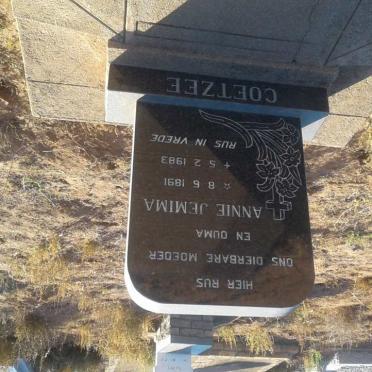 HIER RUS
ONS DIERBARE MOEDER
EN OUMA
ANNIE JEMIMA
☆ 8 6 1891
✝ 5 2 1983
RUS IN VREDE
COETZEE